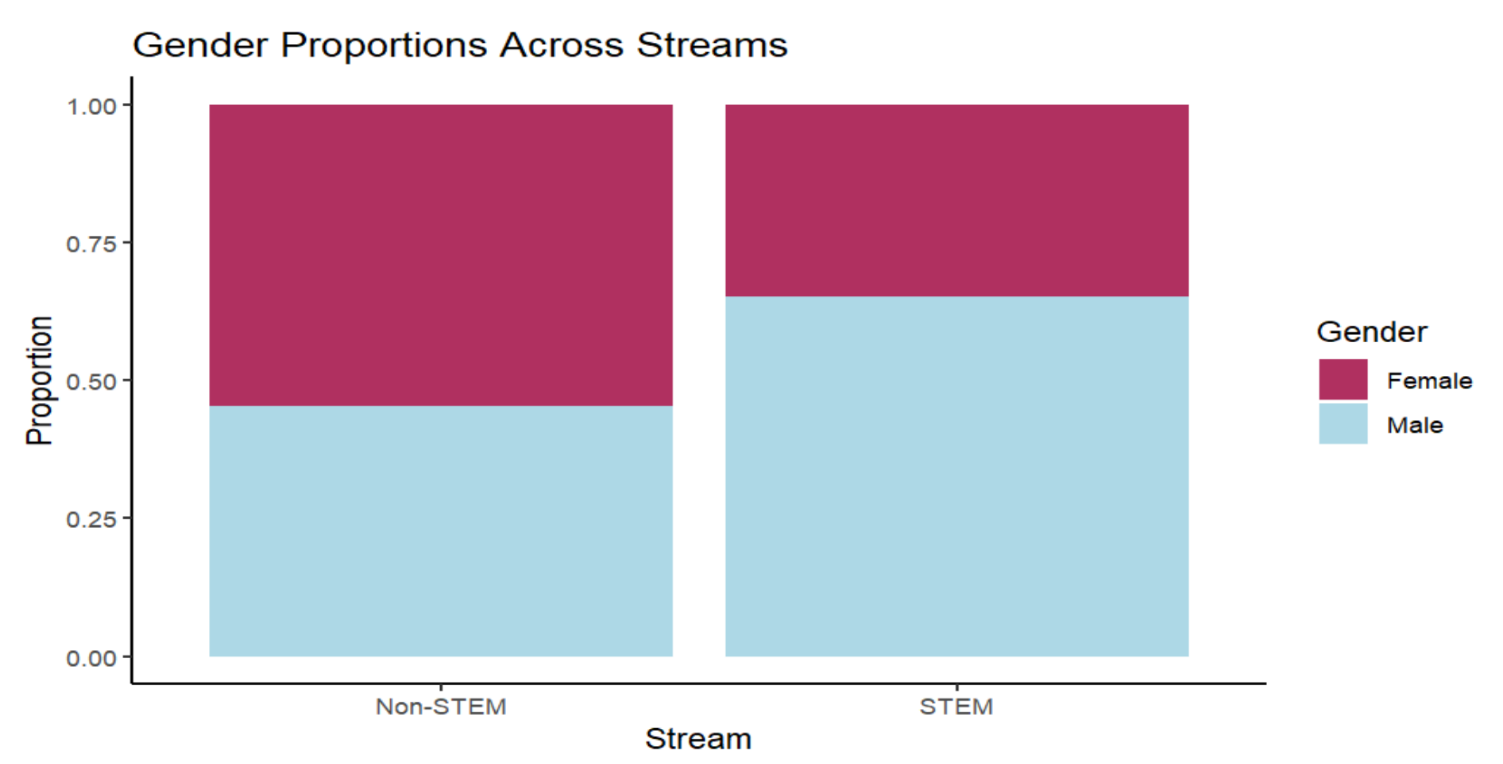 Gender Proportions Across Streams
1.00
0.75
0.50
0.25
0.00
Proportion
Non-STEM
STEM
Stream
Gender
Female
Male